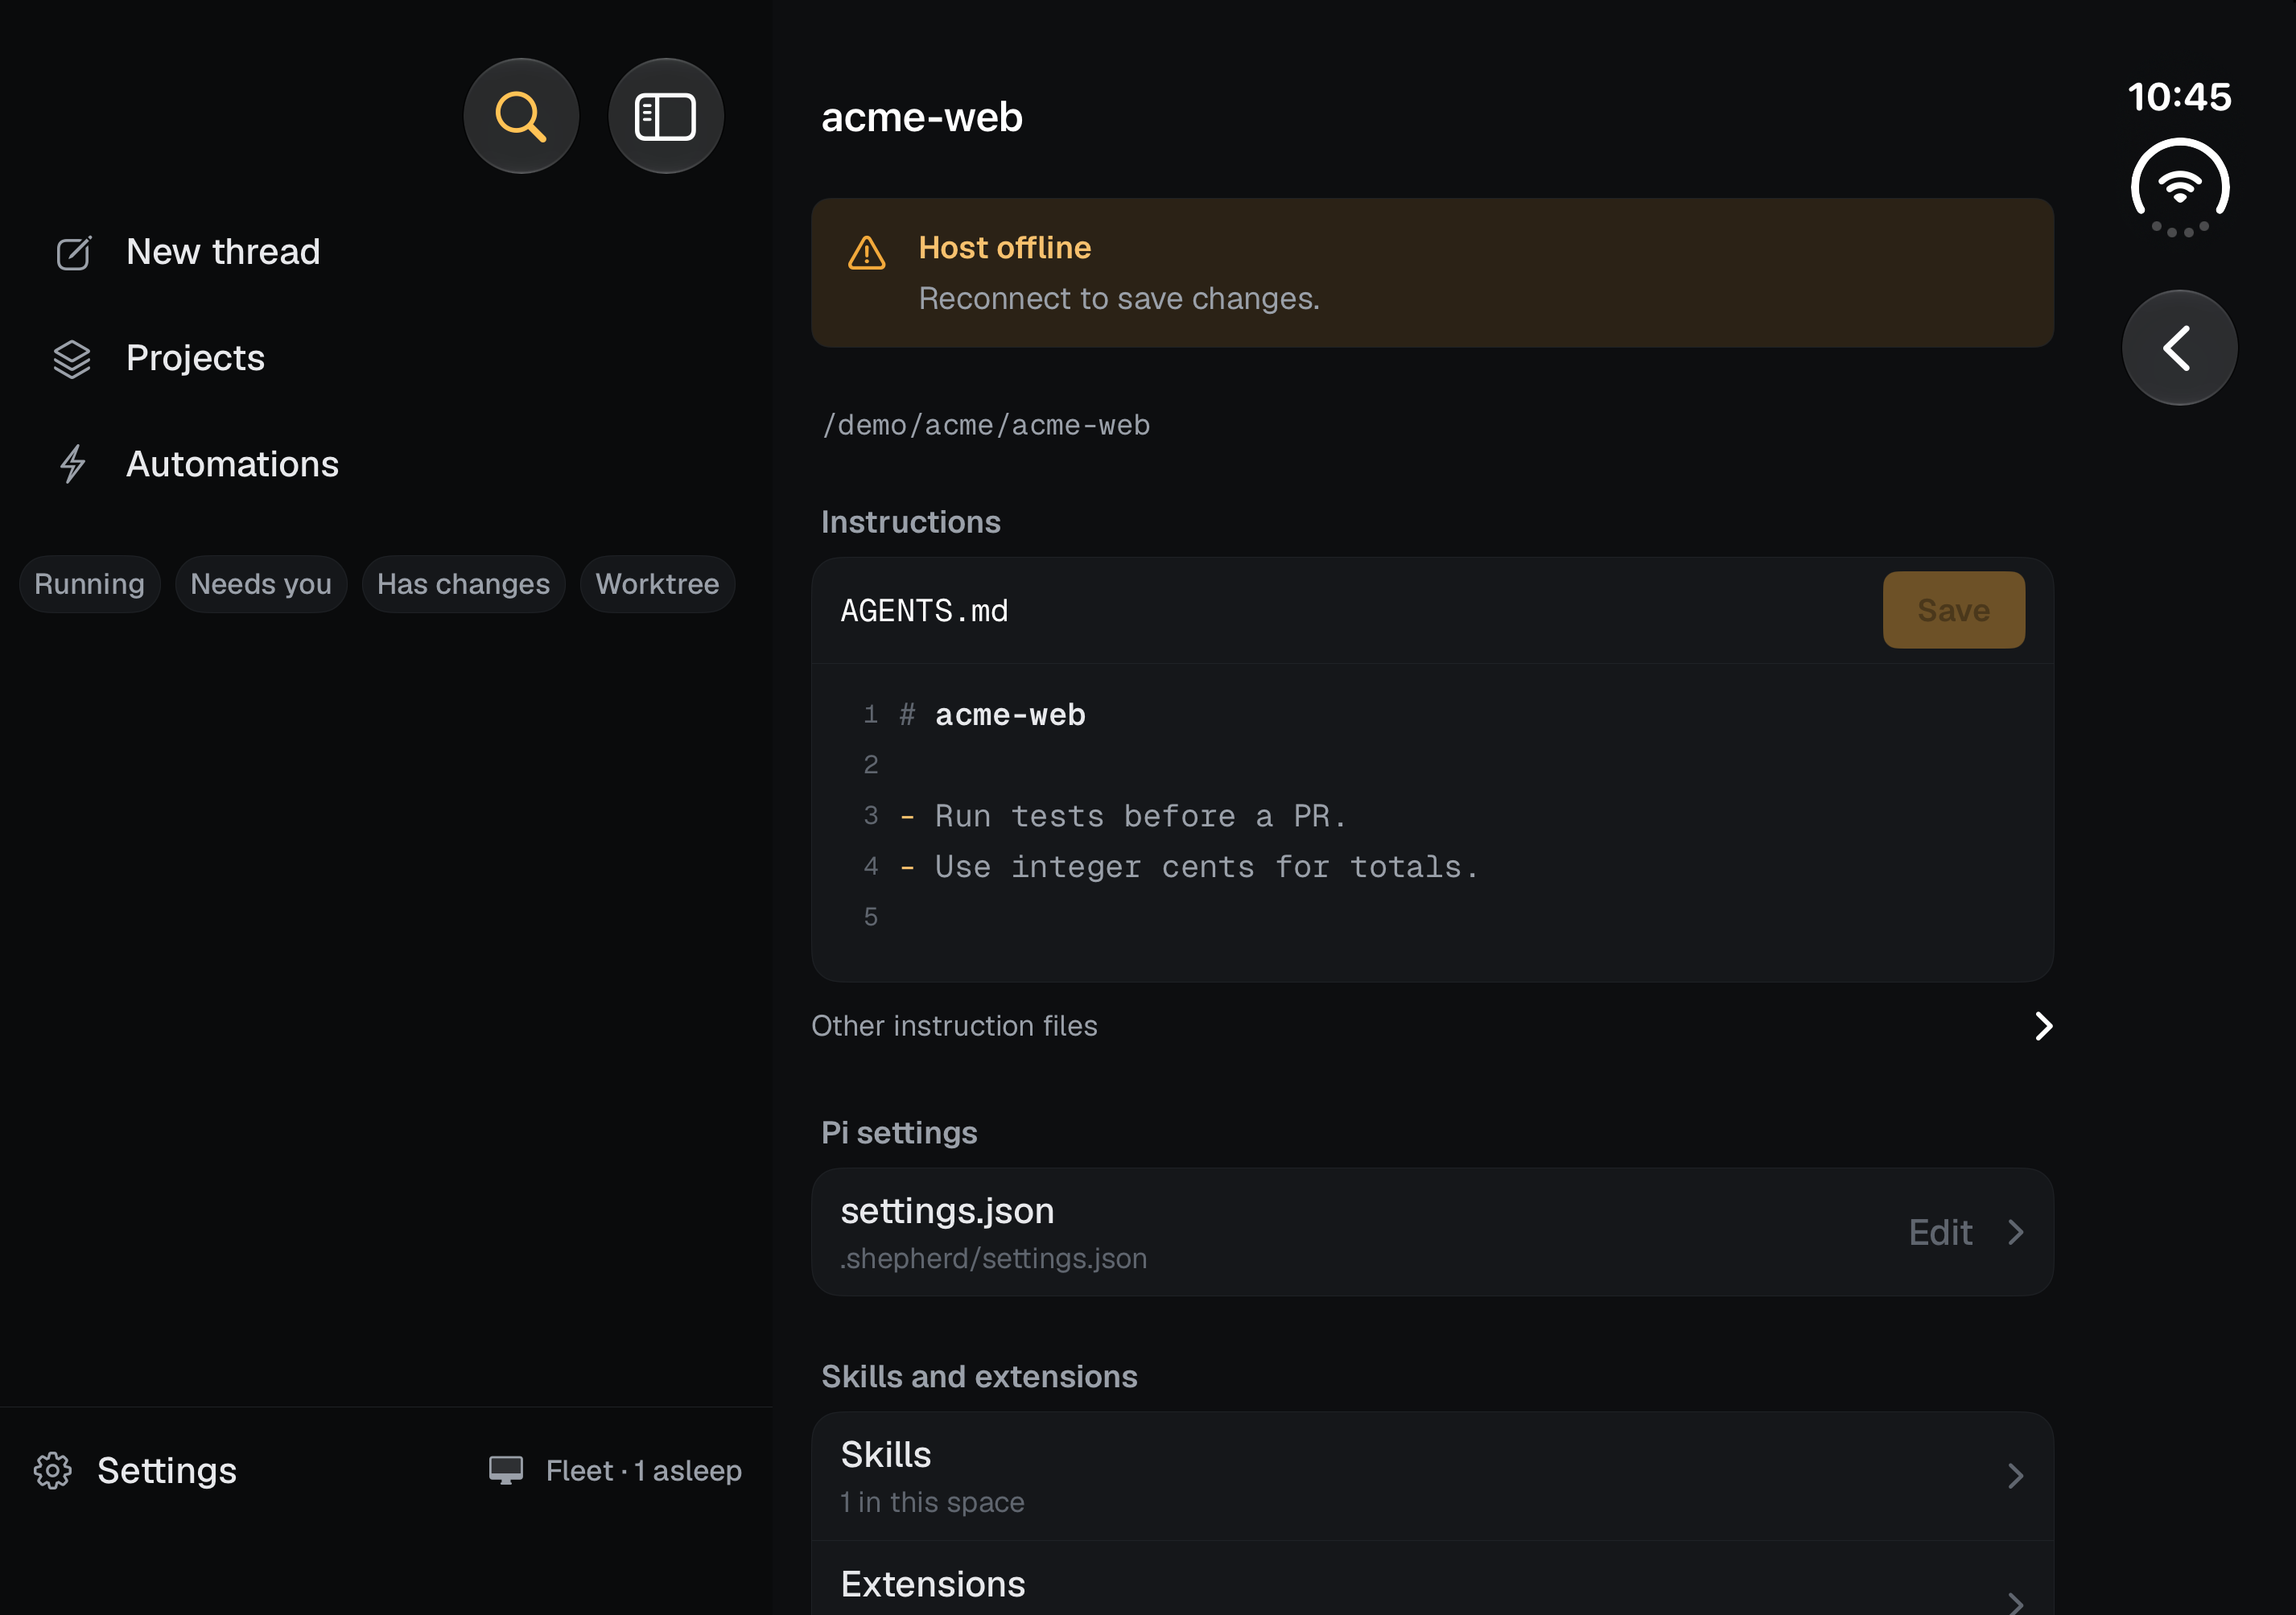 New thread
Projects
Automations
Running
Needs you
Has changes
Worktree
Settings
Fleet · 1 asleep
acme-web
Host offline
Reconnect to save changes.
/demo/acme/acme-web
Instructions
AGENTS.md
Save
1 # acme-web
2
3 - Run tests before a PR.
4 - Use integer cents for totals.
5
Other instruction files
Pi settings
settings.json
.shepherd/settings.json
Edit
Skills and extensions
Skills
1 in this space
Extensions
10:45